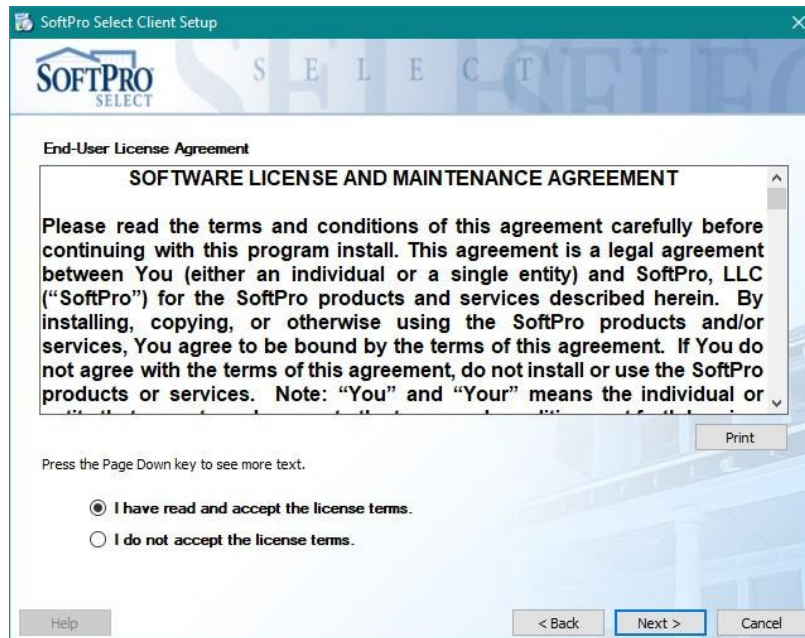 SoftPro Select Client Setup
SOFTPRO
SELECT
SELECT
End-User License Agreement
SOFTWARE LICENSE AND MAINTENANCE AGREEMENT
Please read the terms and conditions of this agreement carefully before
continuing with this program install. This agreement is a legal agreement
between You (either an individual or a single entity) and SoftPro, LLC
(“SoftPro”) for the SoftPro products and services described herein. By
installing, copying, or otherwise using the SoftPro products and/or
services, You agree to be bound by the terms of this agreement. If You do
not agree with the terms of this agreement, do not install or use the SoftPro
products or services. Note: “You” and “Your” means the individual or
Print
Press the Page Down key to see more text.
I have read and accept the license terms.
I do not accept the license terms.
Help
< Back
Next >
Cancel